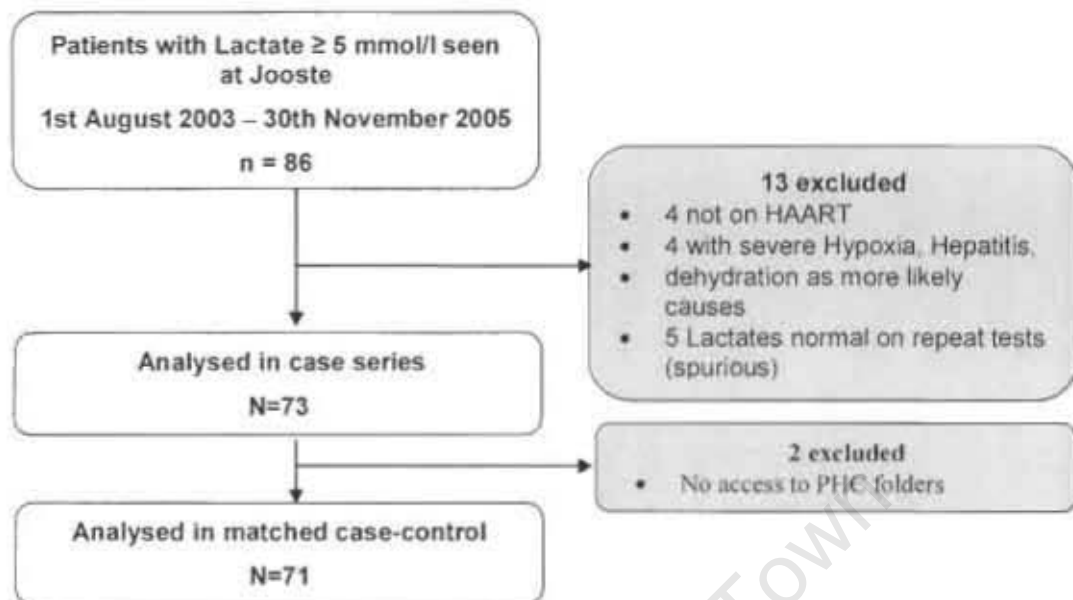 Patients with Lactate ≥ 5 mmol/l seen
at Jooste
1st August 2003 – 30th November 2005
n = 86
13 excluded
• 4 not on HAART
• 4 with severe Hypoxia, Hepatitis,
• dehydration as more likely
causes
• 5 Lactates normal on repeat tests
(spurious)
Analysed in case series
N=73
2 excluded
• No access to PHC folders
Analysed in matched case-control
N=71
Town